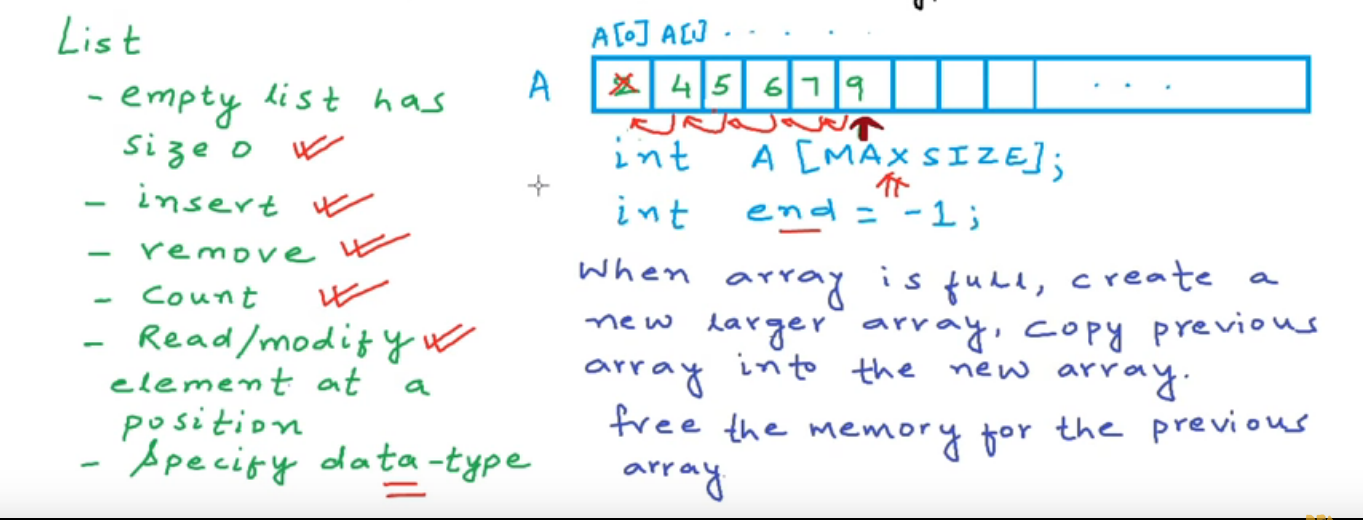 List
- empty list has
size 0
- insert
- remove
- count
- Read/modify
element at a
position
- Specify data-type
A[0] A[1] . . . . .
A
2 4 5 6 7 9 . . .
int A [MAXSIZE];
int end = -1;
When array is full, create a
new larger array, copy previous
array into the new array.
free the memory for the previous
array